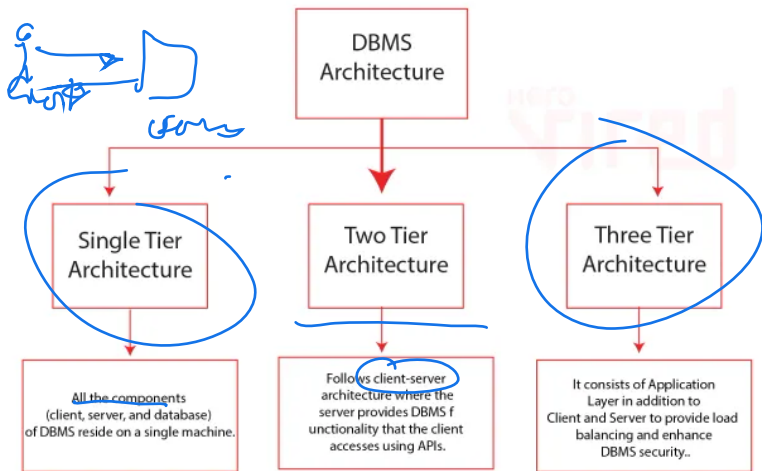 DBMS
Architecture
Single Tier
Architecture
Two Tier
Architecture
Three Tier
Architecture
All the components
(client, server, and database)
of DBMS reside on a single machine.
Follows client-server
architecture where the
server provides DBMS f
unctionality that the client
accesses using APIs.
It consists of Application
Layer in addition to
Client and Server to provide load
balancing and enhance
DBMS security..